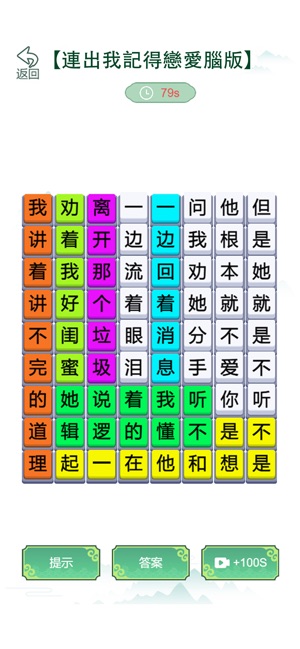 【連出我記得戀愛腦版】
返回
79s
我劝离一一问他但
讲着开边边我根是
着我那流回劝本她
讲好个着着她就就
不闺垃眼消分不是
完蜜圾泪息手爱不
的她说着我听你听
道辑逻的懂不是不
理起一在他和想是
提示
答案
+100S